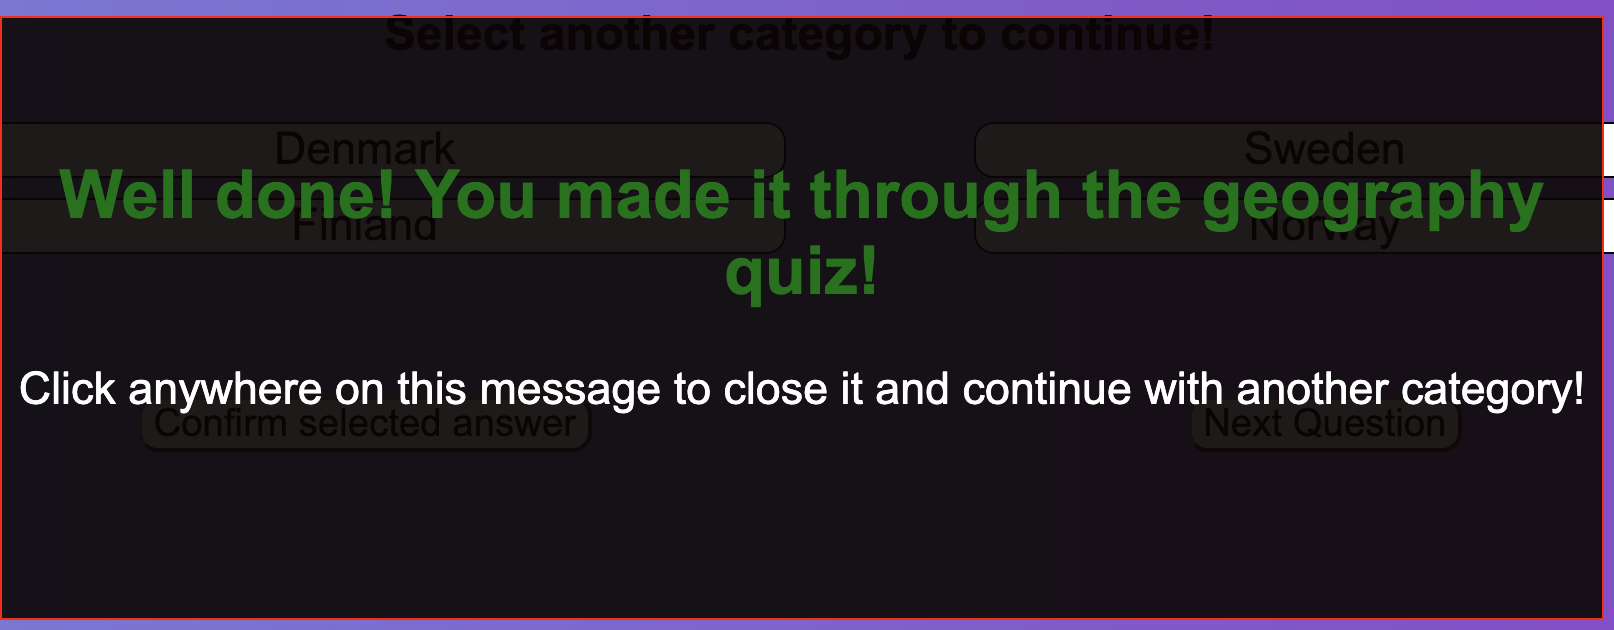 Select another category to continue!
Denmark
Sweden
Well done! You made it through the geography
Finland
Norway
quiz!
Click anywhere on this message to close it and continue with another category!
Confirm selected answer
Next Question